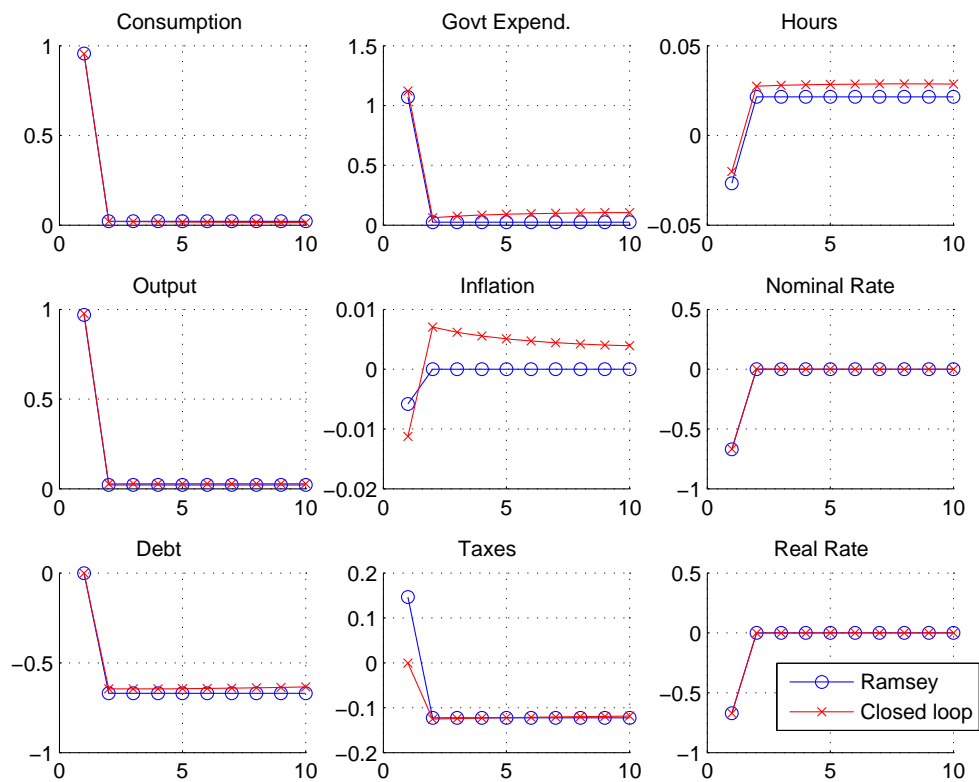 Consumption
Govt Expend.
Hours
1
0.5
0
0 5 10
1.5
1
0.5
0
0 5 10
0.05
0
−0.05
0 5 10
Output
Inflation
Nominal Rate
1
0.5
0
0 5 10
0.01
0
−0.01
−0.02
0 5 10
0.5
0
−0.5
−1
0 5 10
Debt
Taxes
Real Rate
0
−0.5
−1
0 5 10
0.2
0.1
0
−0.1
−0.2
0 5 10
0.5
0
−0.5
−1
0 5 10
Ramsey
Closed loop